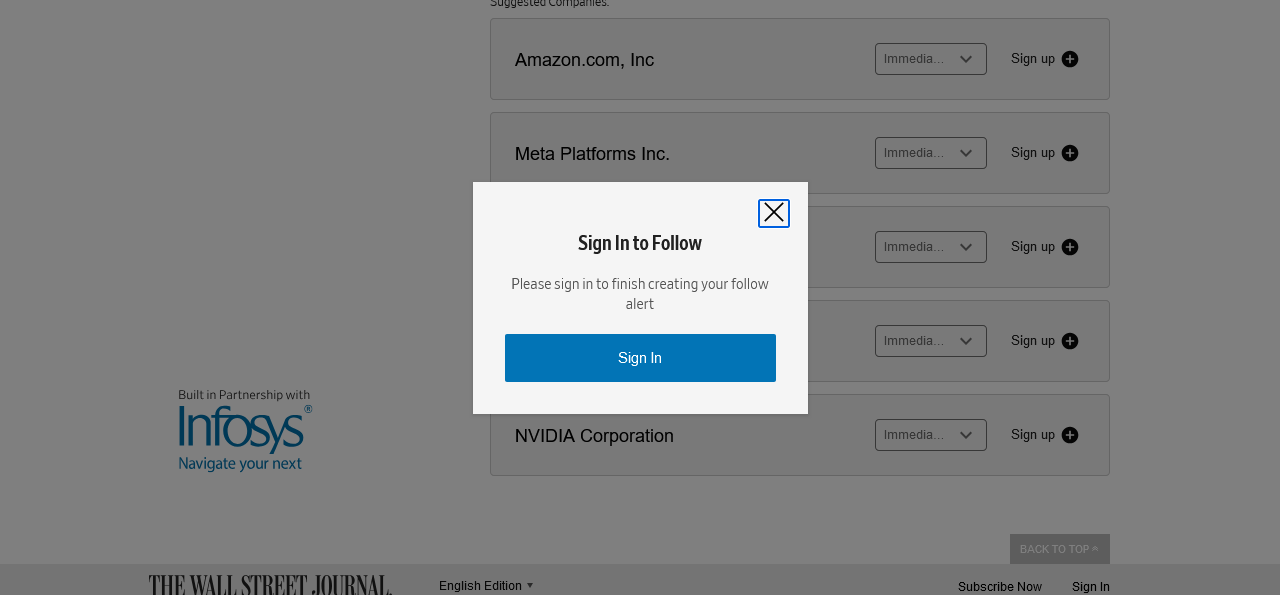 Suggested Companies:
Amazon.com, Inc
Immedia...
Sign up
Meta Platforms Inc.
Immedia...
Sign up
Immedia...
Sign up
Immedia...
Sign up
Sign In to Follow
Please sign in to finish creating your follow
alert
Sign In
NVIDIA Corporation
Immedia...
Sign up
Built in Partnership with
Infosys®
Navigate your next
BACK TO TOP
THE WALL STREET JOURNAL.
English Edition
Subscribe Now
Sign In